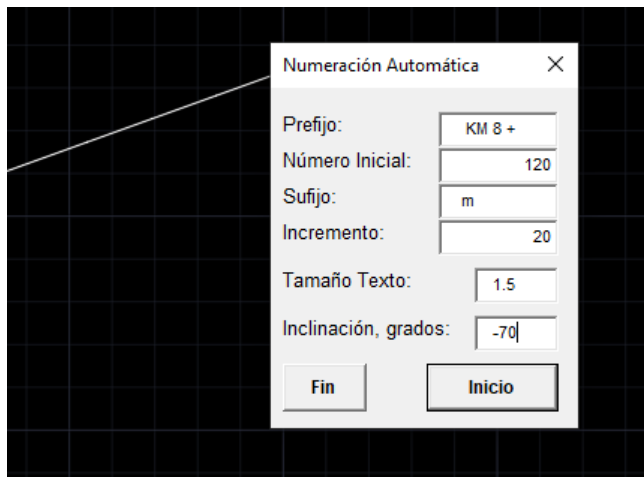 Numeración Automática
Prefijo: KM 8 +
Número Inicial: 120
Sufijo: m
Incremento: 20
Tamaño Texto: 1.5
Inclinación, grados: -70
Fin Inicio